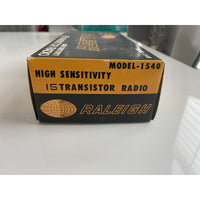 MODEL-1540
HIGH SENSITIVITY
15 TRANSISTOR RADIO
RALEIGH